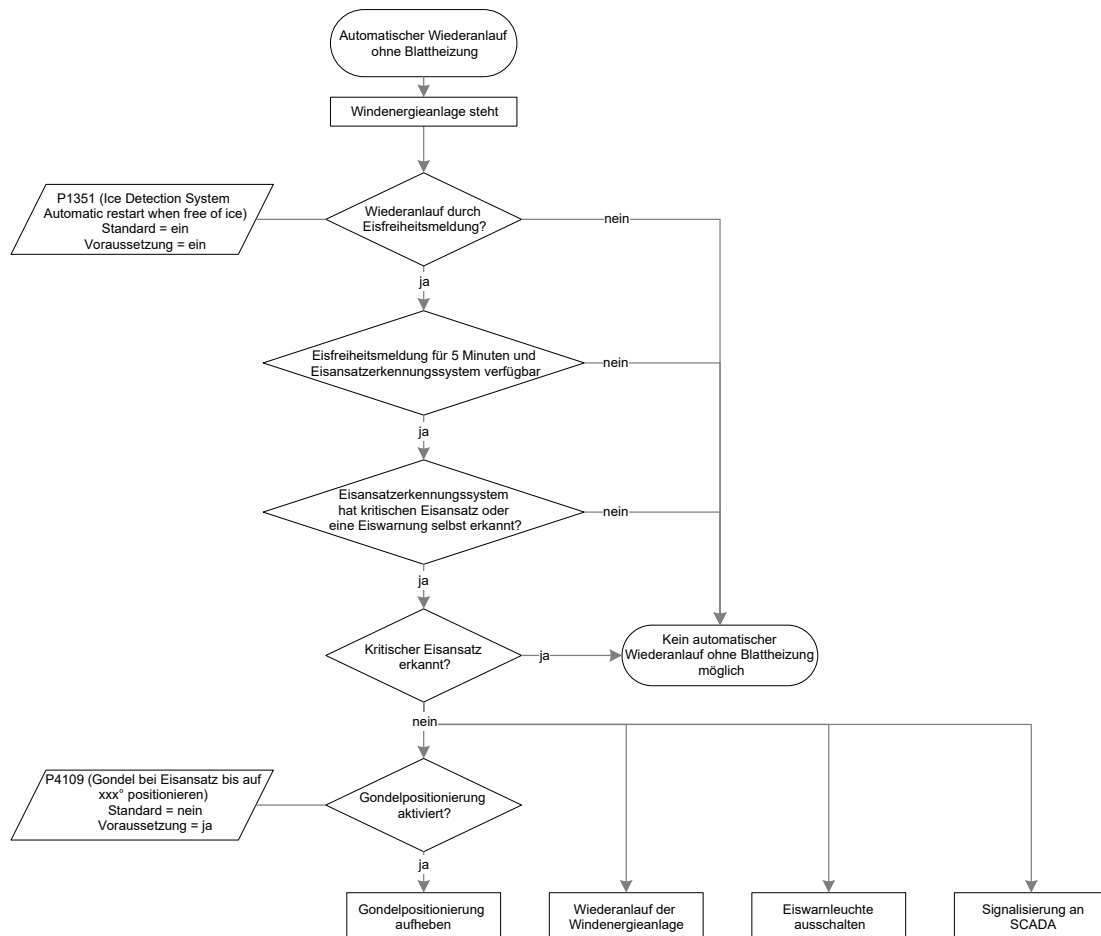 Automatischer Wiederanlauf
ohne Blattheizung
Windenergieanlage steht
P1351 (Ice Detection System
Automatic restart when free of ice)
Standard = ein
Voraussetzung = ein
Wiederanlauf durch
Eisfreiheitsmeldung?
nein
ja
Eisfreiheitsmeldung für 5 Minuten und
Eisansatzerkennungssystem verfügbar
nein
ja
Eisansatzerkennungssystem
hat kritischen Eisansatz oder
eine Eiswarnung selbst erkannt?
nein
ja
Kritischer Eisansatz
erkannt?
ja
Kein automatischer
Wiederanlauf ohne Blattheizung
möglich
nein
P4109 (Gondel bei Eisansatz bis auf
xxx° positionieren)
Standard = nein
Voraussetzung = ja
Gondelpositionierung
aktiviert?
ja
Gondelpositionierung
aufheben
Wiederanlauf der
Windenergieanlage
Eiswarnleuchte
ausschalten
Signalisierung an
SCADA